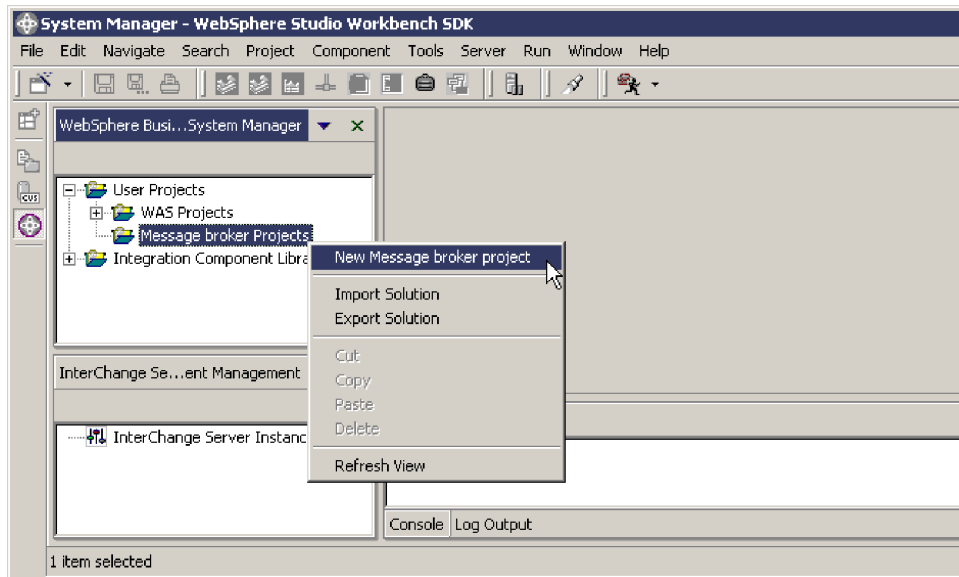 System Manager - WebSphere Studio Workbench SDK
File Edit Navigate Search Project Component Tools Server Run Window Help
WebSphere Busi...System Manager
User Projects
WAS Projects
Message broker Projects
Integration Component Libra
New Message broker project
Import Solution
Export Solution
Cut
Copy
Paste
Delete
Refresh View
InterChange Se...ent Management
InterChange Server Instanc
CVS
Console Log Output
1 item selected